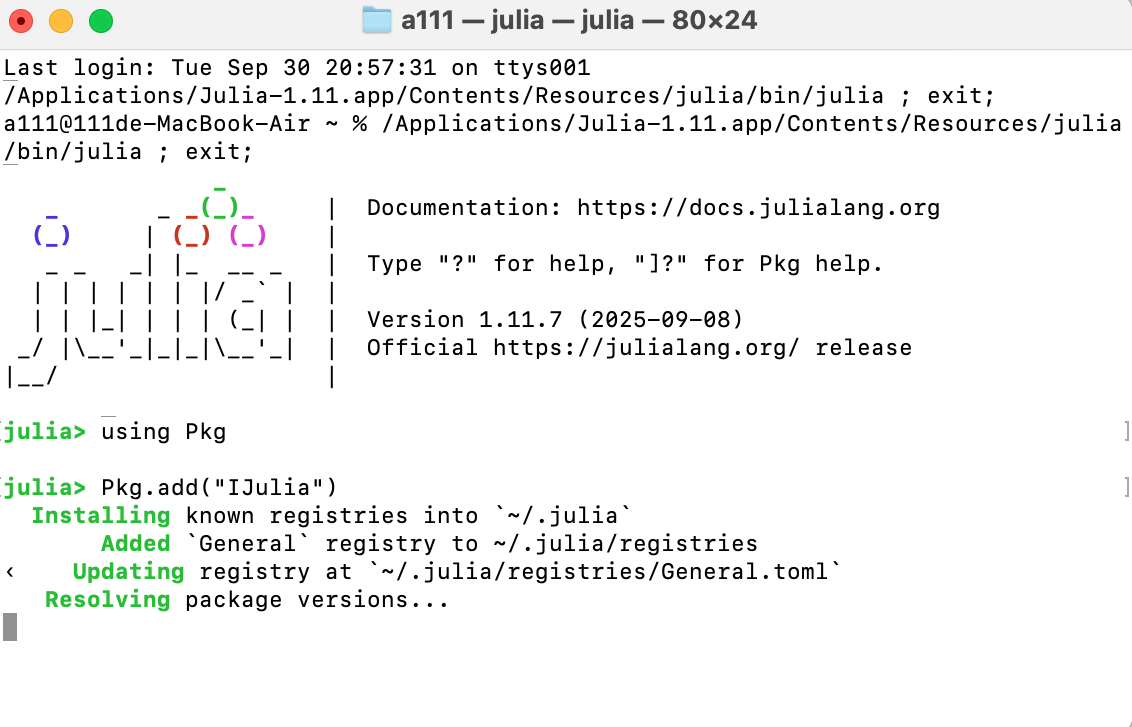 a111 — julia — julia — 80×24
Last login: Tue Sep 30 20:57:31 on ttys001
/Applications/Julia-1.11.app/Contents/Resources/julia/bin/julia ; exit;
a111@111de-MacBook-Air ~ % /Applications/Julia-1.11.app/Contents/Resources/julia
/bin/julia ; exit;
               _
   _       _ _(_)_     |  Documentation: https://docs.julialang.org
  (_)     | (_) (_)    |
   _ _   _| |_  __ _   |  Type "?" for help, "]?" for Pkg help.
  | | | | | | |/ _` |  |
  | | |_| | | | (_| |  |  Version 1.11.7 (2025-09-08)
 _/ |\__'_|_|_|\__'_|  |  Official https://julialang.org/ release
|__/                   |
julia> using Pkg
julia> Pkg.add("IJulia")
  Installing known registries into `~/.julia`
       Added `General` registry to ~/.julia/registries
‹    Updating registry at `~/.julia/registries/General.toml`
   Resolving package versions...